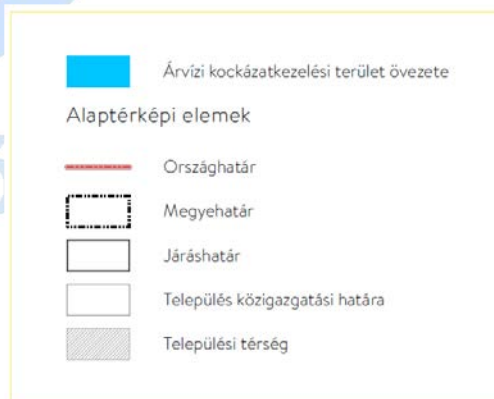 Árvízi kockázatkezelési terület övezete
Alaptérképi elemek
Országhatár
Megyehatár
Járáshatár
Település közigazgatási határa
Települési térség